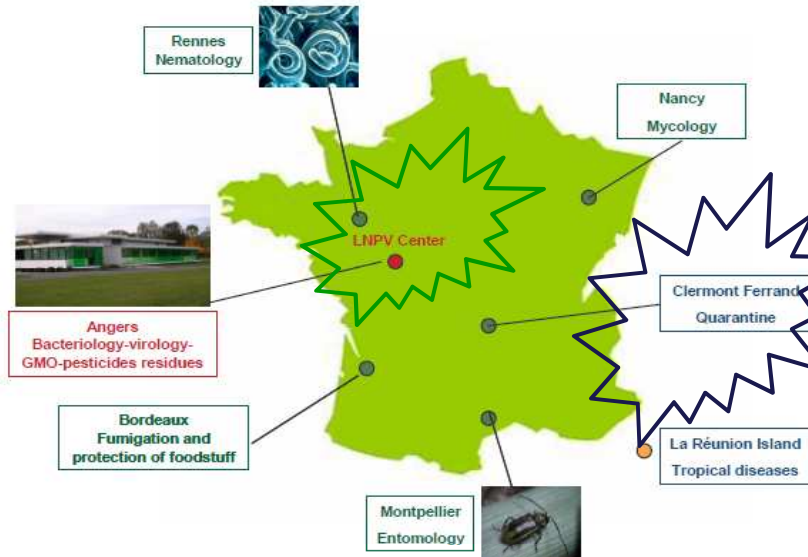 Rennes
Nematology
Nancy
Mycology
LNPV Center
Clermont Ferrand
Quarantine
Angers
Bacteriology-virology-
GMO-pesticides residues
Bordeaux
Fumigation and
protection of foodstuff
La Réunion Island
Tropical diseases
Montpellier
Entomology